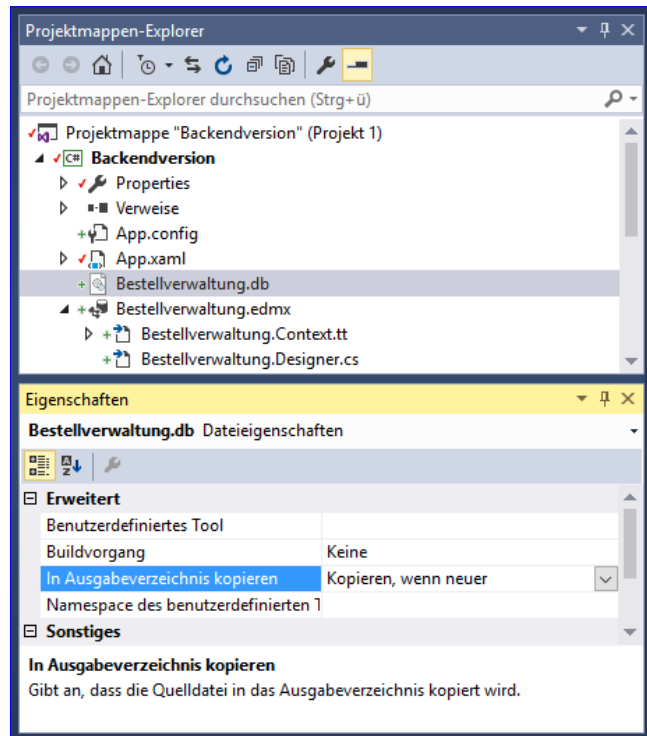 Projektmappen-Explorer
Projektmappen-Explorer durchsuchen (Strg+ü)
Projektmappe "Backendversion" (Projekt 1)
C# Backendversion
Properties
Verweise
App.config
App.xaml
Bestellverwaltung.db
Bestellverwaltung.edmx
Bestellverwaltung.Context.tt
Bestellverwaltung.Designer.cs
Eigenschaften
Bestellverwaltung.db Dateieigenschaften
Erweitert
Benutzerdefiniertes Tool
Buildvorgang Keine
In Ausgabeverzeichnis kopieren Kopieren, wenn neuer
Namespace des benutzerdefinierten T
Sonstiges
In Ausgabeverzeichnis kopieren
Gibt an, dass die Quelldatei in das Ausgabeverzeichnis kopiert wird.